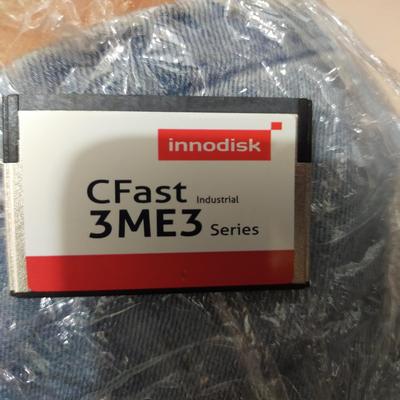 innodisk
CFast Industrial
3ME3 Series